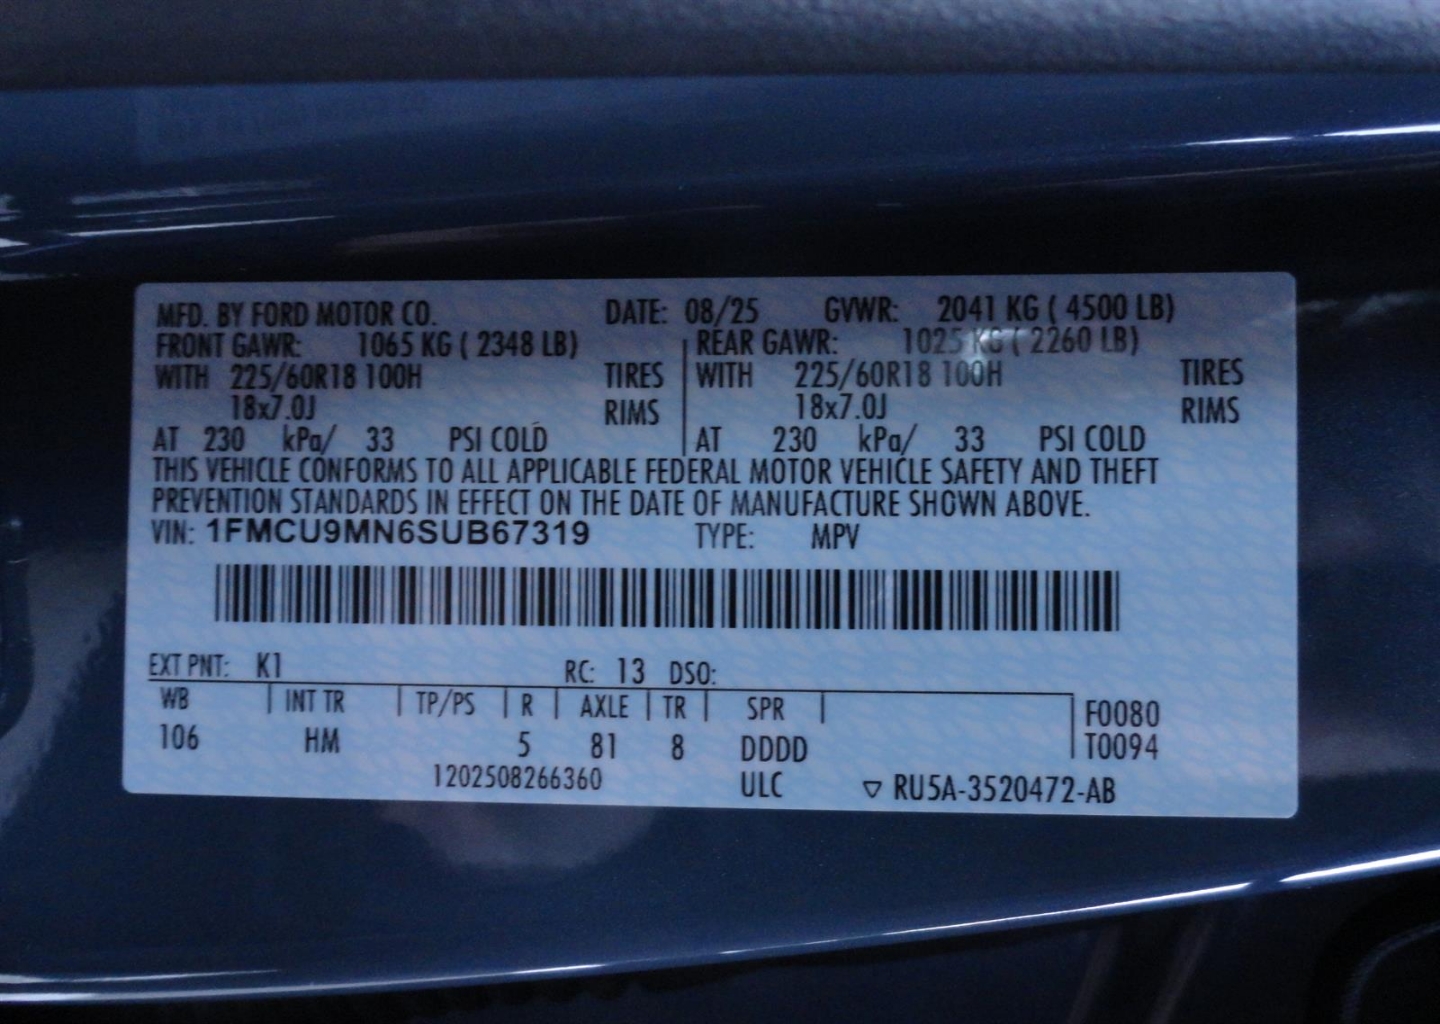 MFD. BY FORD MOTOR CO. DATE: 08/25 GVWR: 2041 KG ( 4500 LB)
FRONT GAWR: 1065 KG ( 2348 LB) REAR GAWR: 1025 KG ( 2260 LB)
WITH 225/60R18 100H TIRES WITH 225/60R18 100H TIRES
18x7.0J RIMS 18x7.0J RIMS
AT 230 kPa/ 33 PSI COLD AT 230 kPa/ 33 PSI COLD
THIS VEHICLE CONFORMS TO ALL APPLICABLE FEDERAL MOTOR VEHICLE SAFETY AND THEFT
PREVENTION STANDARDS IN EFFECT ON THE DATE OF MANUFACTURE SHOWN ABOVE.
VIN: 1FMCU9MN6SUB67319 TYPE: MPV
EXT PNT: K1 RC: 13 DSO:
WB INT TR TP/PS R AXLE TR SPR F0080
106 HM 5 81 8 DDDD T0094
1202508266360 ULC ▽ RU5A-3520472-AB